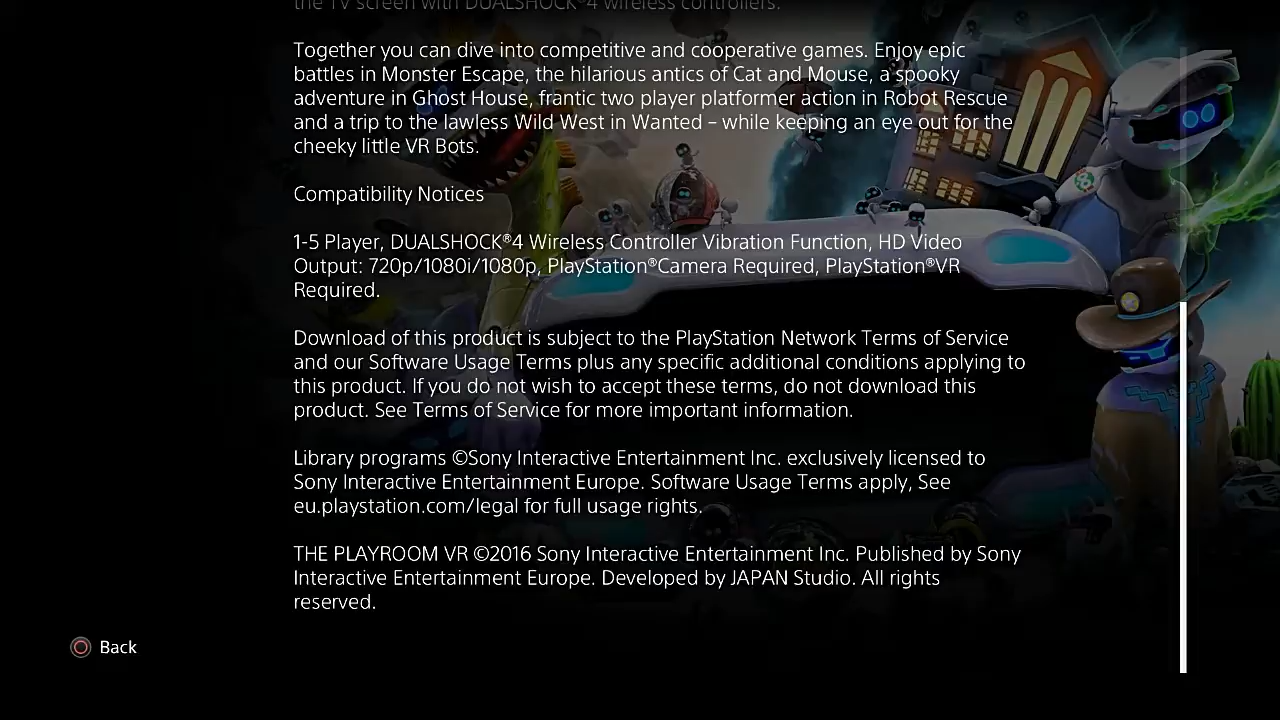 the TV screen with DUALSHOCK®4 wireless controllers.
Together you can dive into competitive and cooperative games. Enjoy epic
battles in Monster Escape, the hilarious antics of Cat and Mouse, a spooky
adventure in Ghost House, frantic two player platformer action in Robot Rescue
and a trip to the lawless Wild West in Wanted – while keeping an eye out for the
cheeky little VR Bots.
Compatibility Notices
1-5 Player, DUALSHOCK®4 Wireless Controller Vibration Function, HD Video
Output: 720p/1080i/1080p, PlayStation®Camera Required, PlayStation®VR
Required.
Download of this product is subject to the PlayStation Network Terms of Service
and our Software Usage Terms plus any specific additional conditions applying to
this product. If you do not wish to accept these terms, do not download this
product. See Terms of Service for more important information.
Library programs ©Sony Interactive Entertainment Inc. exclusively licensed to
Sony Interactive Entertainment Europe. Software Usage Terms apply, See
eu.playstation.com/legal for full usage rights.
THE PLAYROOM VR ©2016 Sony Interactive Entertainment Inc. Published by Sony
Interactive Entertainment Europe. Developed by JAPAN Studio. All rights
reserved.
Back